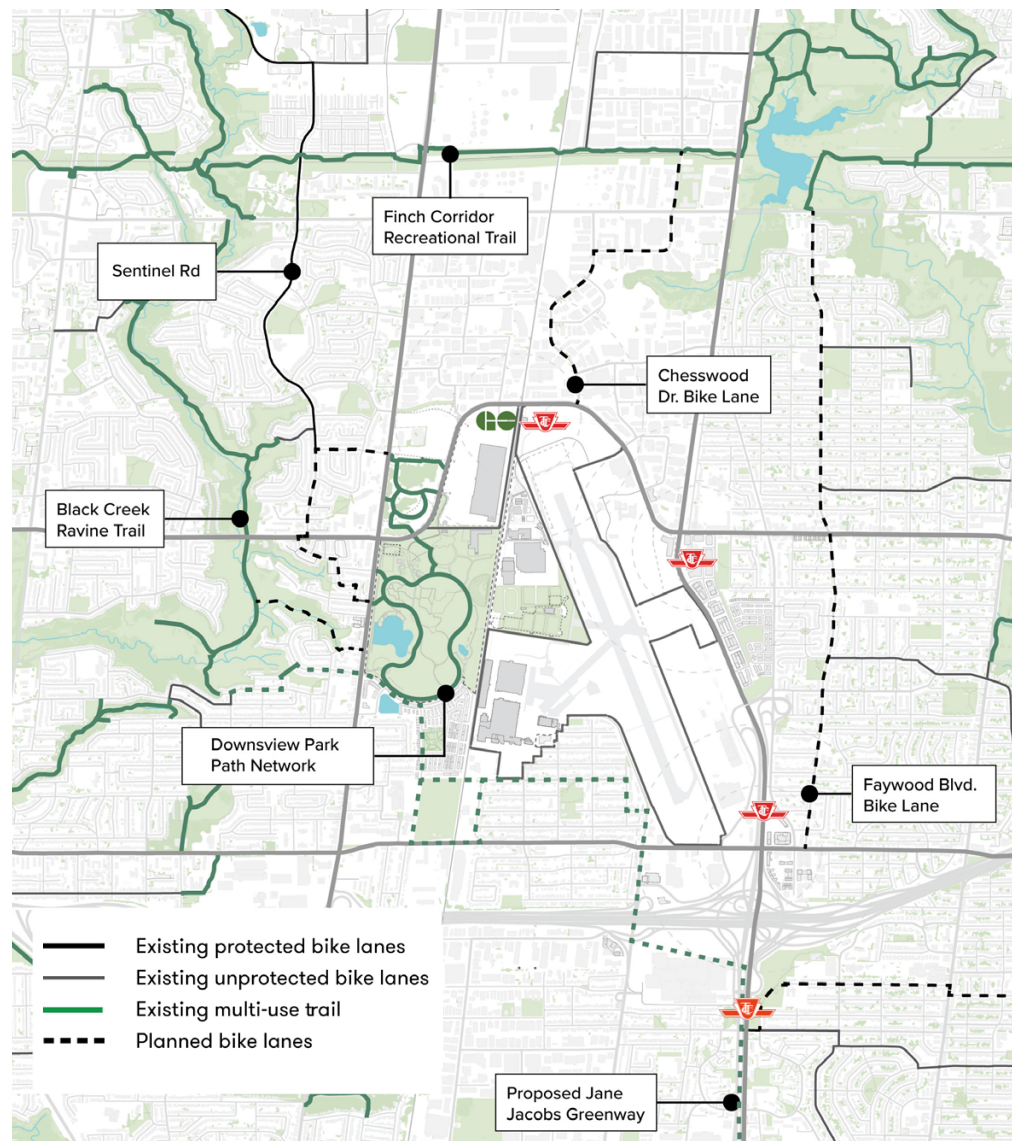 Finch Corridor
Recreational Trail
Sentinel Rd
Chesswood
Dr. Bike Lane
GO
Black Creek
Ravine Trail
Downsview Park
Path Network
Faywood Blvd.
Bike Lane
Existing protected bike lanes
Existing unprotected bike lanes
Existing multi-use trail
Planned bike lanes
Proposed Jane
Jacobs Greenway